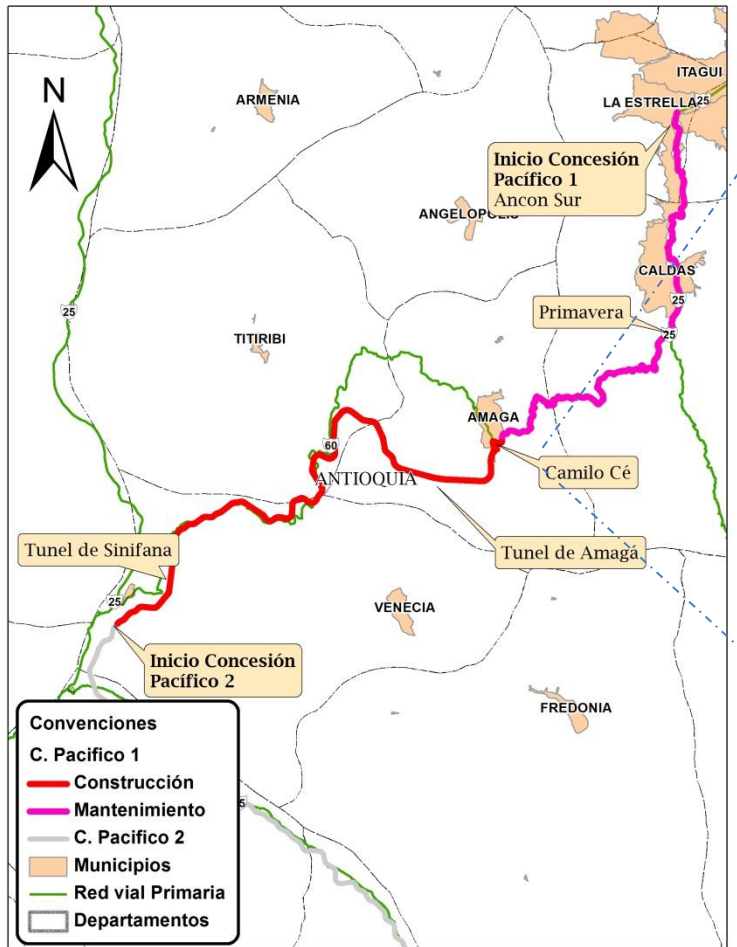 N
ITAGUI
ARMENIA
LA ESTRELLA
25
Inicio Concesión
Pacífico 1
Ancon Sur
ANGELOPOLIS
CALDAS
25
25
Primavera
25
TITIRIBI
AMAGA
60
Camilo Cé
ANTIOQUIA
Tunel de Sinifana
Tunel de Amagá
25
VENECIA
Inicio Concesión
Pacífico 2
FREDONIA
Convenciones
C. Pacifico 1
Construcción
Mantenimiento
C. Pacifico 2
5
Municipios
Red vial Primaria
Departamentos